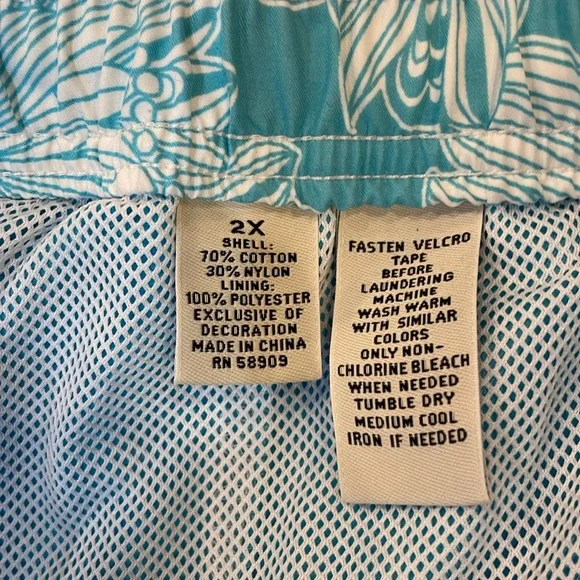 2X
SHELL:
70% COTTON
30% NYLON
LINING:
100% POLYESTER
EXCLUSIVE OF
DECORATION
MADE IN CHINA
RN 58909
FASTEN VELCRO
TAPE
BEFORE
LAUNDERING
MACHINE
WASH WARM
WITH SIMILAR
COLORS
ONLY NON-
CHLORINE BLEACH
WHEN NEEDED
TUMBLE DRY
MEDIUM COOL
IRON IF NEEDED